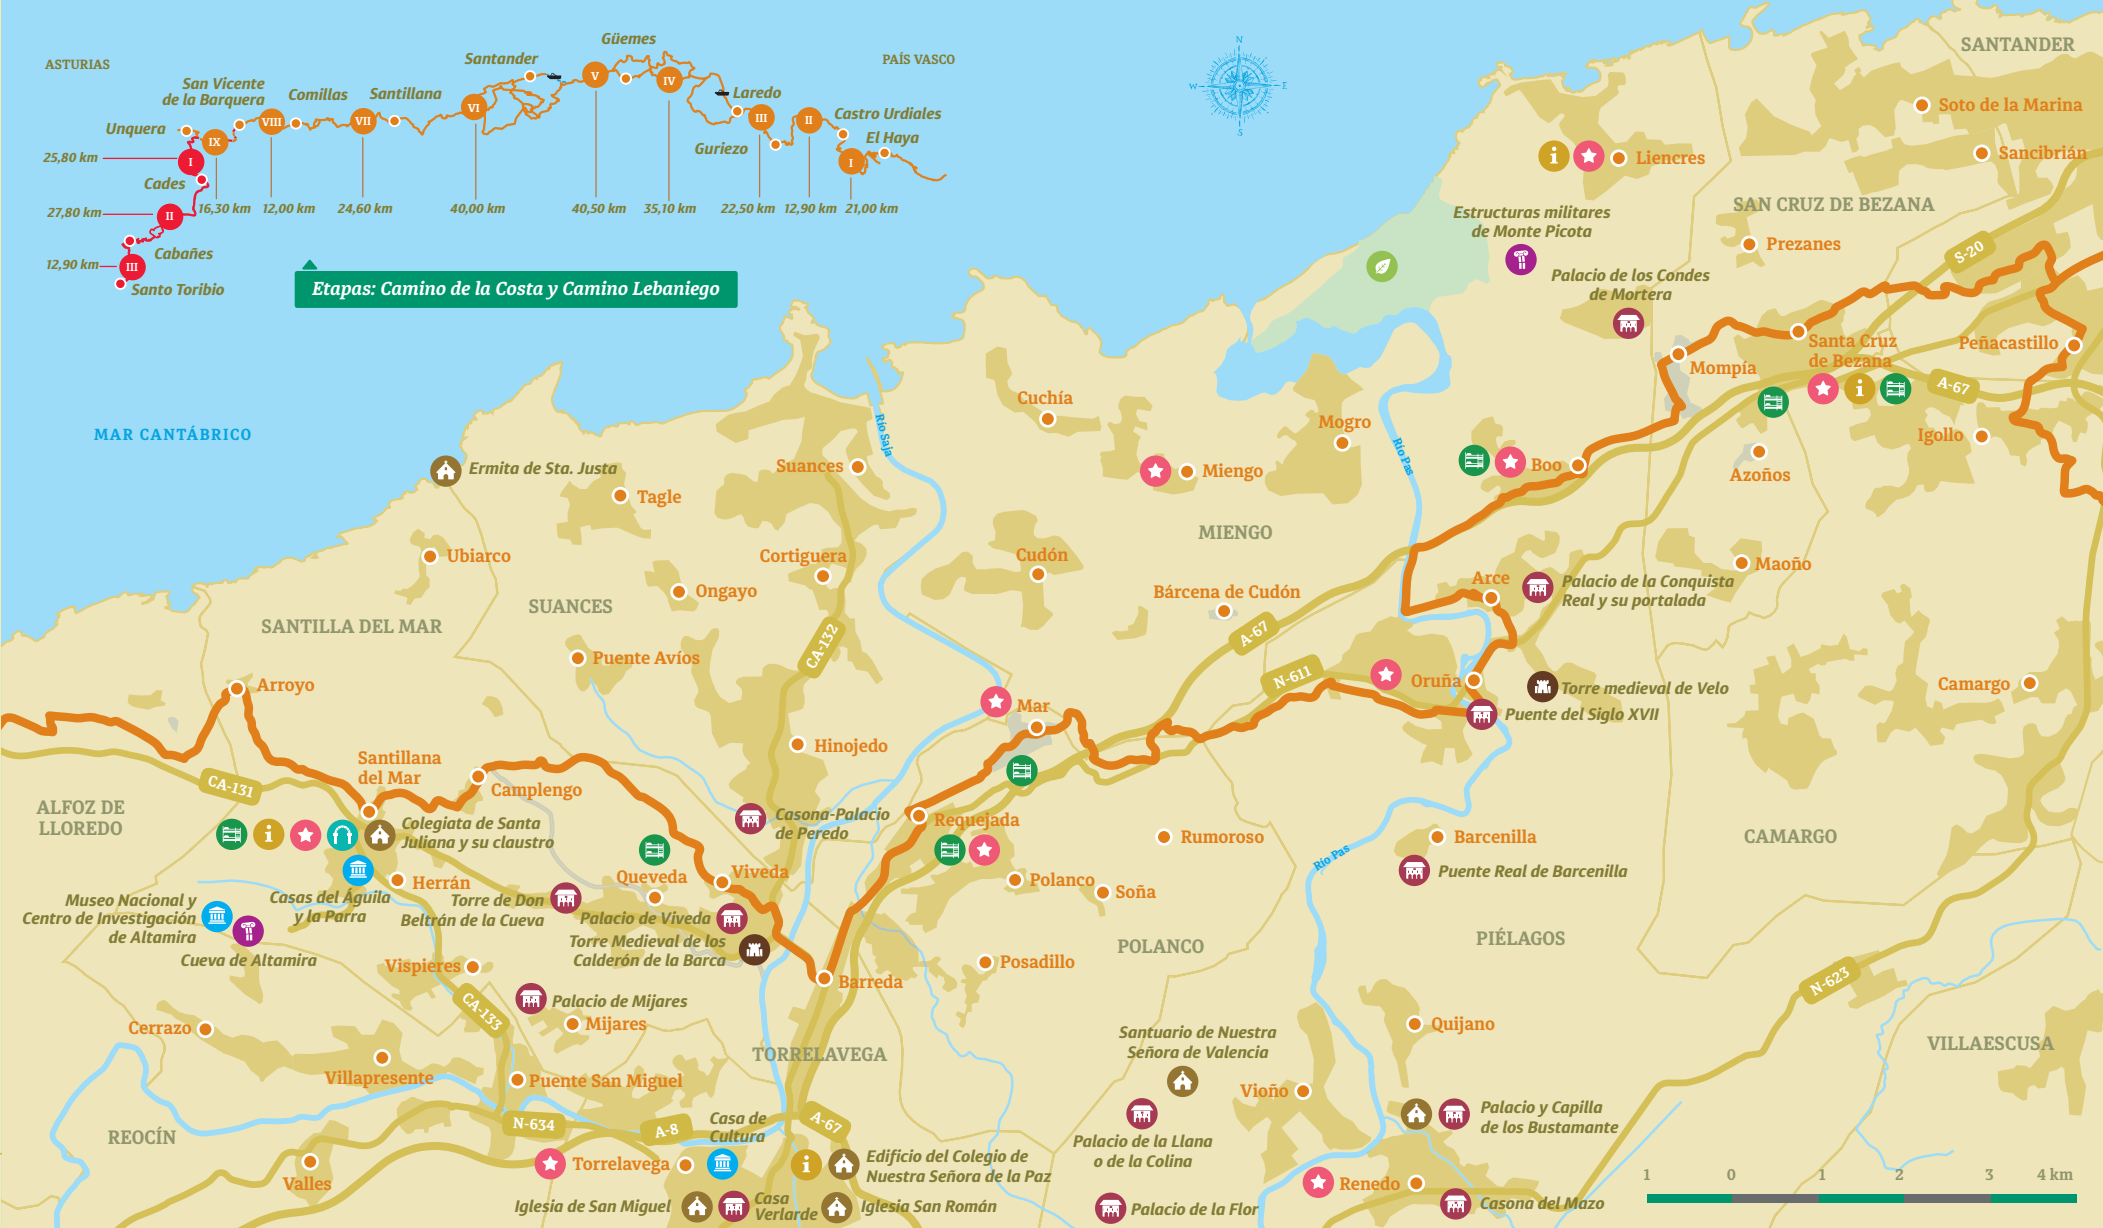 ASTURIAS
PAÍS VASCO
Unquera
San Vicente
de la Barquera
Comillas
Santillana
Santander
Güemes
Laredo
Guriezo
Castro Urdiales
El Haya
IX
VIII
VII
VI
V
IV
III
II
I
I
II
III
25,80 km
Cades
27,80 km
Cabañes
12,90 km
Santo Toribio
16,30 km
12,00 km
24,60 km
40,00 km
40,50 km
35,10 km
22,50 km
12,90 km
21,00 km
Etapas: Camino de la Costa y Camino Lebaniego
N
W
E
S
MAR CANTÁBRICO
SANTANDER
Soto de la Marina
Sancibrián
Liencres
SAN CRUZ DE BEZANA
Prezanes
S-20
Estructuras militares
de Monte Picota
Palacio de los Condes
de Mortera
Mompía
Santa Cruz
de Bezana
Peñacastillo
A-67
Igollo
Azoños
Maoño
Boo
Río Pas
Mogro
Cuchía
Miengo
MIENGO
Cudón
Bárcena de Cudón
A-67
Arce
Palacio de la Conquista
Real y su portalada
Río Saja
Suances
Ermita de Sta. Justa
Tagle
Ubiarco
Ongayo
Cortiguera
SUANCES
SANTILLA DEL MAR
CA-132
Puente Avíos
Arroyo
Hinojedo
Mar
N-611
Oruña
Torre medieval de Velo
Puente del Siglo XVII
Camargo
CAMARGO
Santillana
del Mar
CA-131
Camplengo
ALFOZ DE
LLOREDO
Colegiata de Santa
Juliana y su claustro
Casona-Palacio
de Peredo
Requejada
Rumoroso
Barcenilla
Puente Real de Barcenilla
Río Pas
Herrán
Casas del Águila
y la Parra
Museo Nacional y
Centro de Investigación
de Altamira
Cueva de Altamira
Torre de Don
Beltrán de la Cueva
Queveda
Viveda
Palacio de Viveda
Torre Medieval de los
Calderón de la Barca
Polanco
Soña
POLANCO
PIÉLAGOS
Posadillo
Barreda
Vispieres
CA-133
Palacio de Mijares
Mijares
Cerrazo
Villapresente
Puente San Miguel
TORRELAVEGA
Santuario de Nuestra
Señora de Valencia
Quijano
N-623
VILLAESCUSA
Vioño
Palacio de la Llana
o de la Colina
Palacio y Capilla
de los Bustamante
REOCÍN
Valles
N-634
A-8
A-67
Casa de
Cultura
Torrelavega
Edificio del Colegio de
Nuestra Señora de la Paz
Iglesia de San Miguel
Casa
Verlarde
Iglesia San Román
Palacio de la Flor
Renedo
Casona del Mazo
1
0
1
2
3
4 km